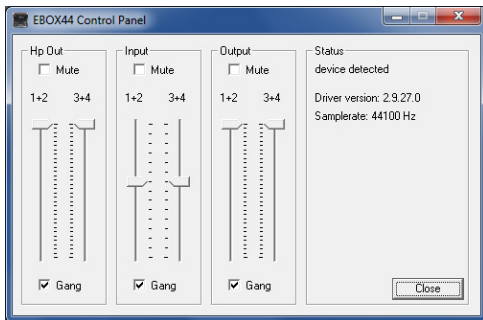 EBOX44 Control Panel
Hp Out
Mute
1+2 3+4
Gang
Input
Mute
1+2 3+4
Gang
Output
Mute
1+2 3+4
Gang
Status
device detected
Driver version: 2.9.27.0
Samplerate: 44100 Hz
Close